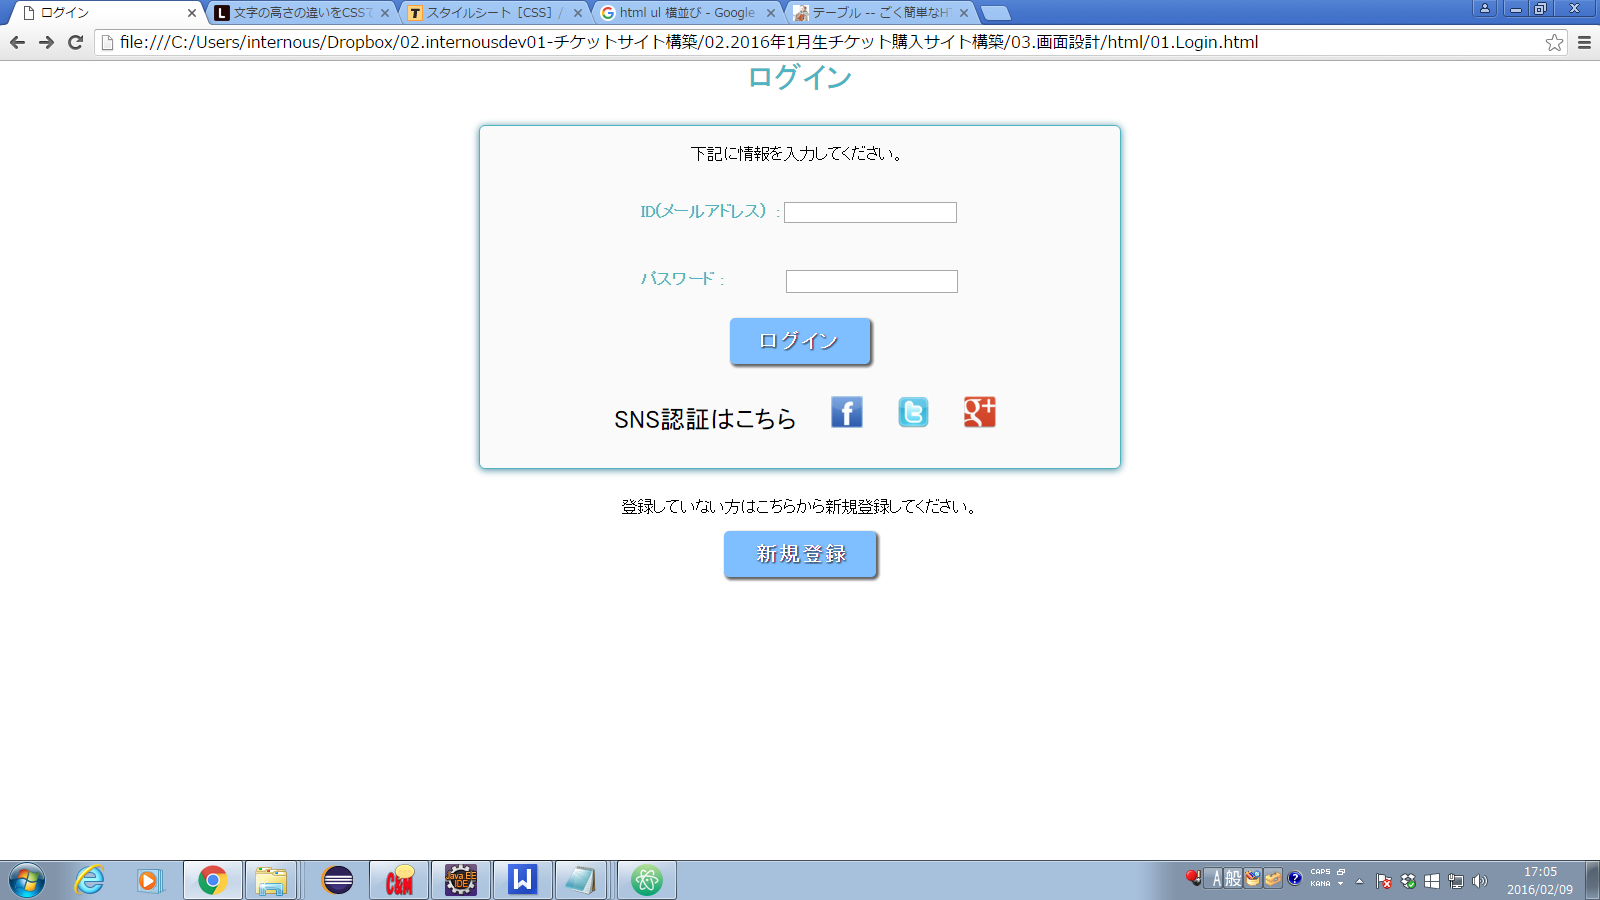 ログイン
文字の高さの違いをCSSで
スタイルシート［CSS］/
html ul 横並び - Google
テーブル -- ごく簡単なH
file:///C:/Users/internous/Dropbox/02.internousdev01-チケットサイト構築/02.2016年1月生チケット購入サイト構築/03.画面設計/html/01.Login.html
ログイン
下記に情報を入力してください。
ID(メールアドレス）:
パスワード :
ログイン
SNS認証はこちら
登録していない方はこちらから新規登録してください。
新規登録
C&M
Java EE
IDE
A 般
CAPS
KANA
17:05
2016/02/09